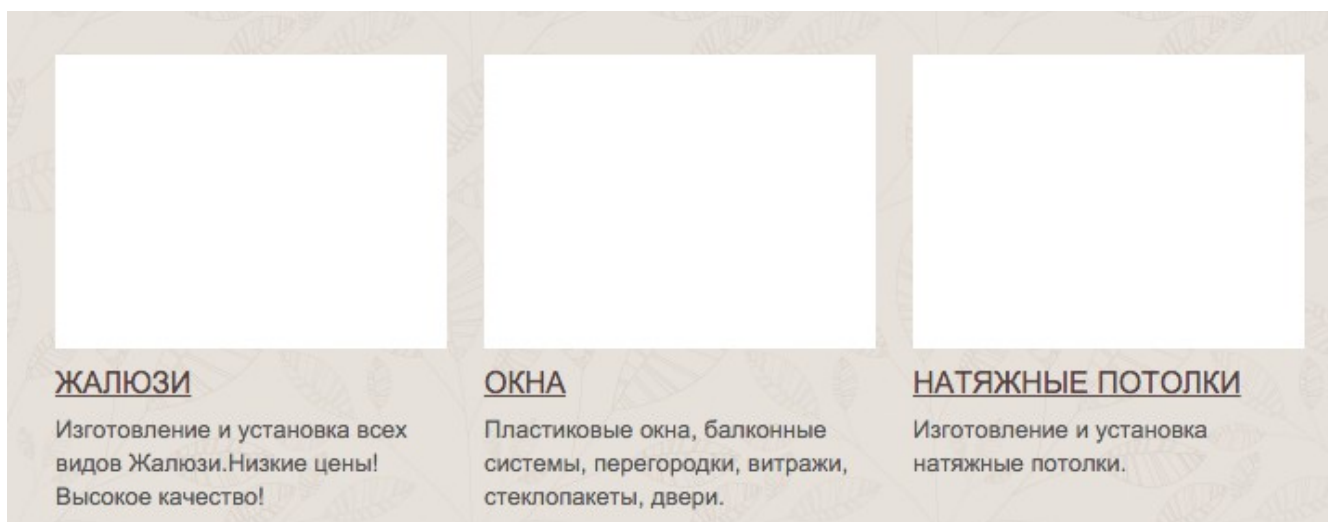 ЖАЛЮЗИ
Изготовление и установка всех
видов Жалюзи.Низкие цены!
Высокое качество!
ОКНА
Пластиковые окна, балконные
системы, перегородки, витражи,
стеклопакеты, двери.
НАТЯЖНЫЕ ПОТОЛКИ
Изготовление и установка
натяжные потолки.